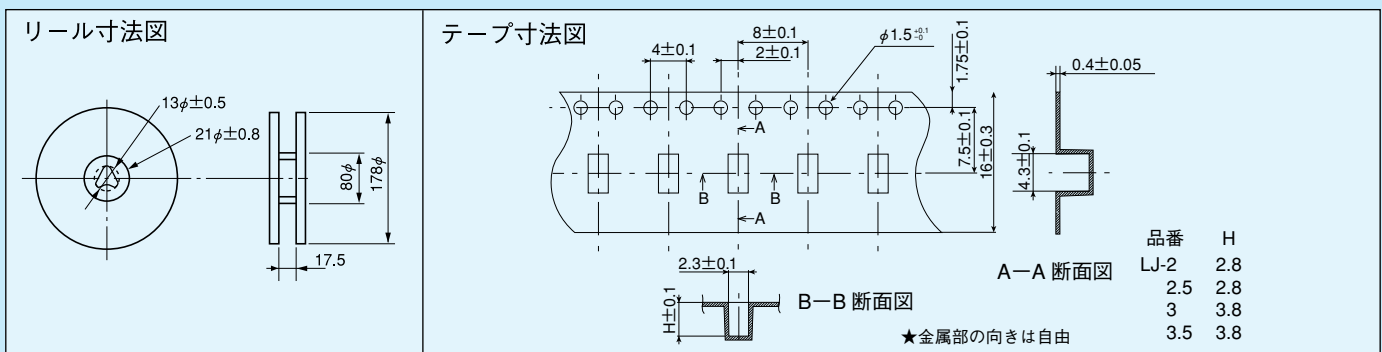 リール寸法図
13φ±0.5
21φ±0.8
80φ
178φ
17.5
テープ寸法図
8±0.1
4±0.1
2±0.1
φ1.5 +0.1 -0
1.75±0.1
7.5±0.1
16±0.3
A
B
B
A
0.4±0.05
4.3±0.1
A－A 断面図
2.3±0.1
H±0.1
B－B 断面図
★金属部の向きは自由
品番 H
LJ-2 2.8
2.5 2.8
3 3.8
3.5 3.8